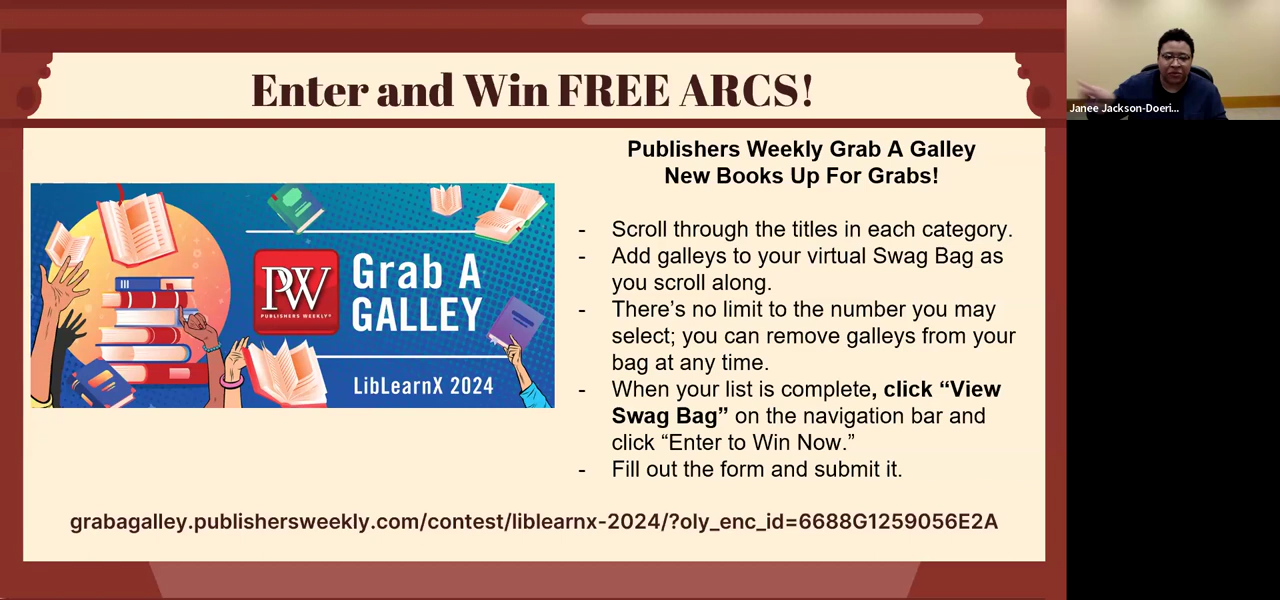 Enter and Win FREE ARCS!
Janee Jackson-Doeri...
Publishers Weekly Grab A Galley
New Books Up For Grabs!
PW
PUBLISHERS WEEKLY
Grab A
GALLEY
LibLearnX 2024
- Scroll through the titles in each category.
- Add galleys to your virtual Swag Bag as
you scroll along.
- There’s no limit to the number you may
select; you can remove galleys from your
bag at any time.
- When your list is complete, click “View
Swag Bag” on the navigation bar and
click “Enter to Win Now.”
- Fill out the form and submit it.
grabagalley.publishersweekly.com/contest/liblearnx-2024/?oly_enc_id=6688G1259056E2A